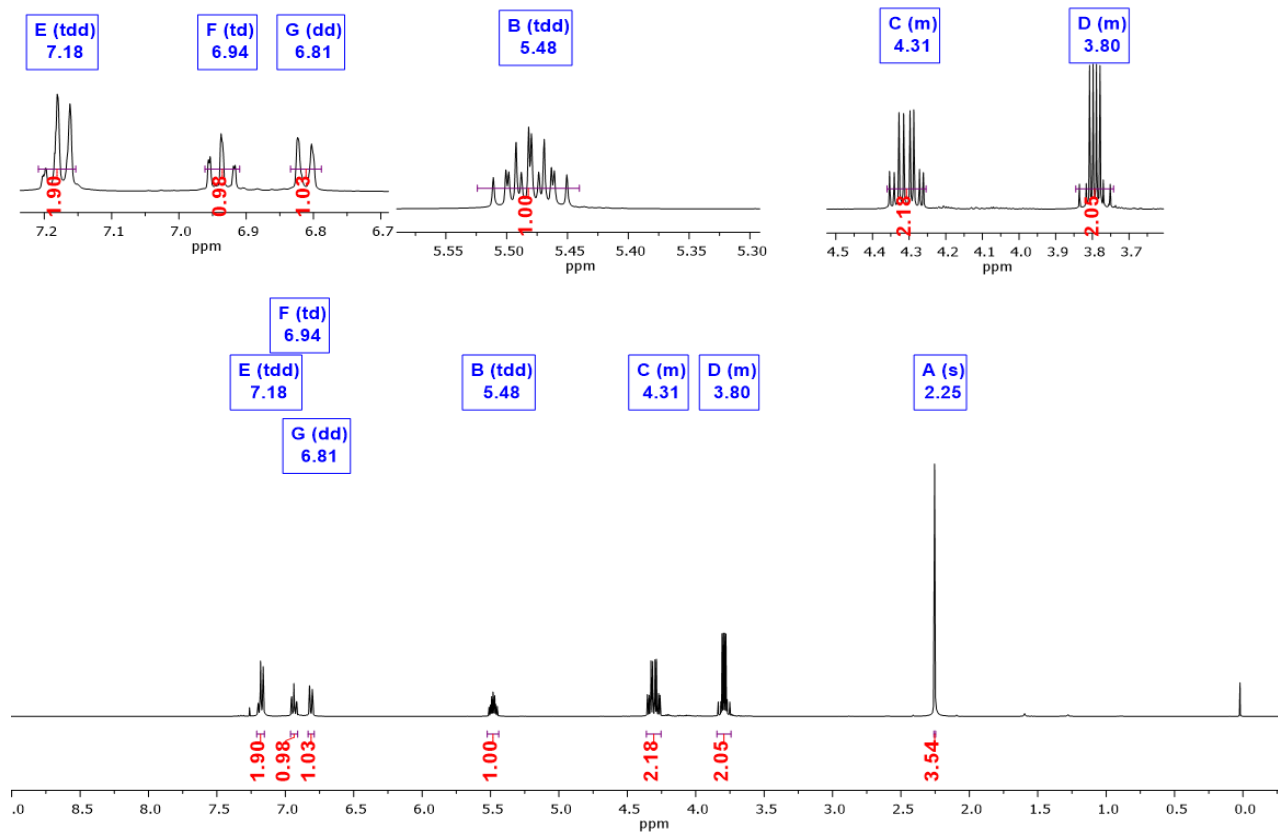 E (tdd)
7.18
F (td)
6.94
G (dd)
6.81
B (tdd)
5.48
C (m)
4.31
D (m)
3.80
1.90
0.98
1.03
1.00
2.18
2.05
7.2 7.1 7.0 6.9 6.8 6.7
ppm
5.55 5.50 5.45 5.40 5.35 5.30
ppm
4.5 4.4 4.3 4.2 4.1 4.0 3.9 3.8 3.7
ppm
F (td)
6.94
E (tdd)
7.18
B (tdd)
5.48
C (m)
4.31
D (m)
3.80
A (s)
2.25
G (dd)
6.81
1.90
0.98
1.03
1.00
2.18
2.05
3.54
.0 8.5 8.0 7.5 7.0 6.5 6.0 5.5 5.0 4.5 4.0 3.5 3.0 2.5 2.0 1.5 1.0 0.5 0.0
ppm